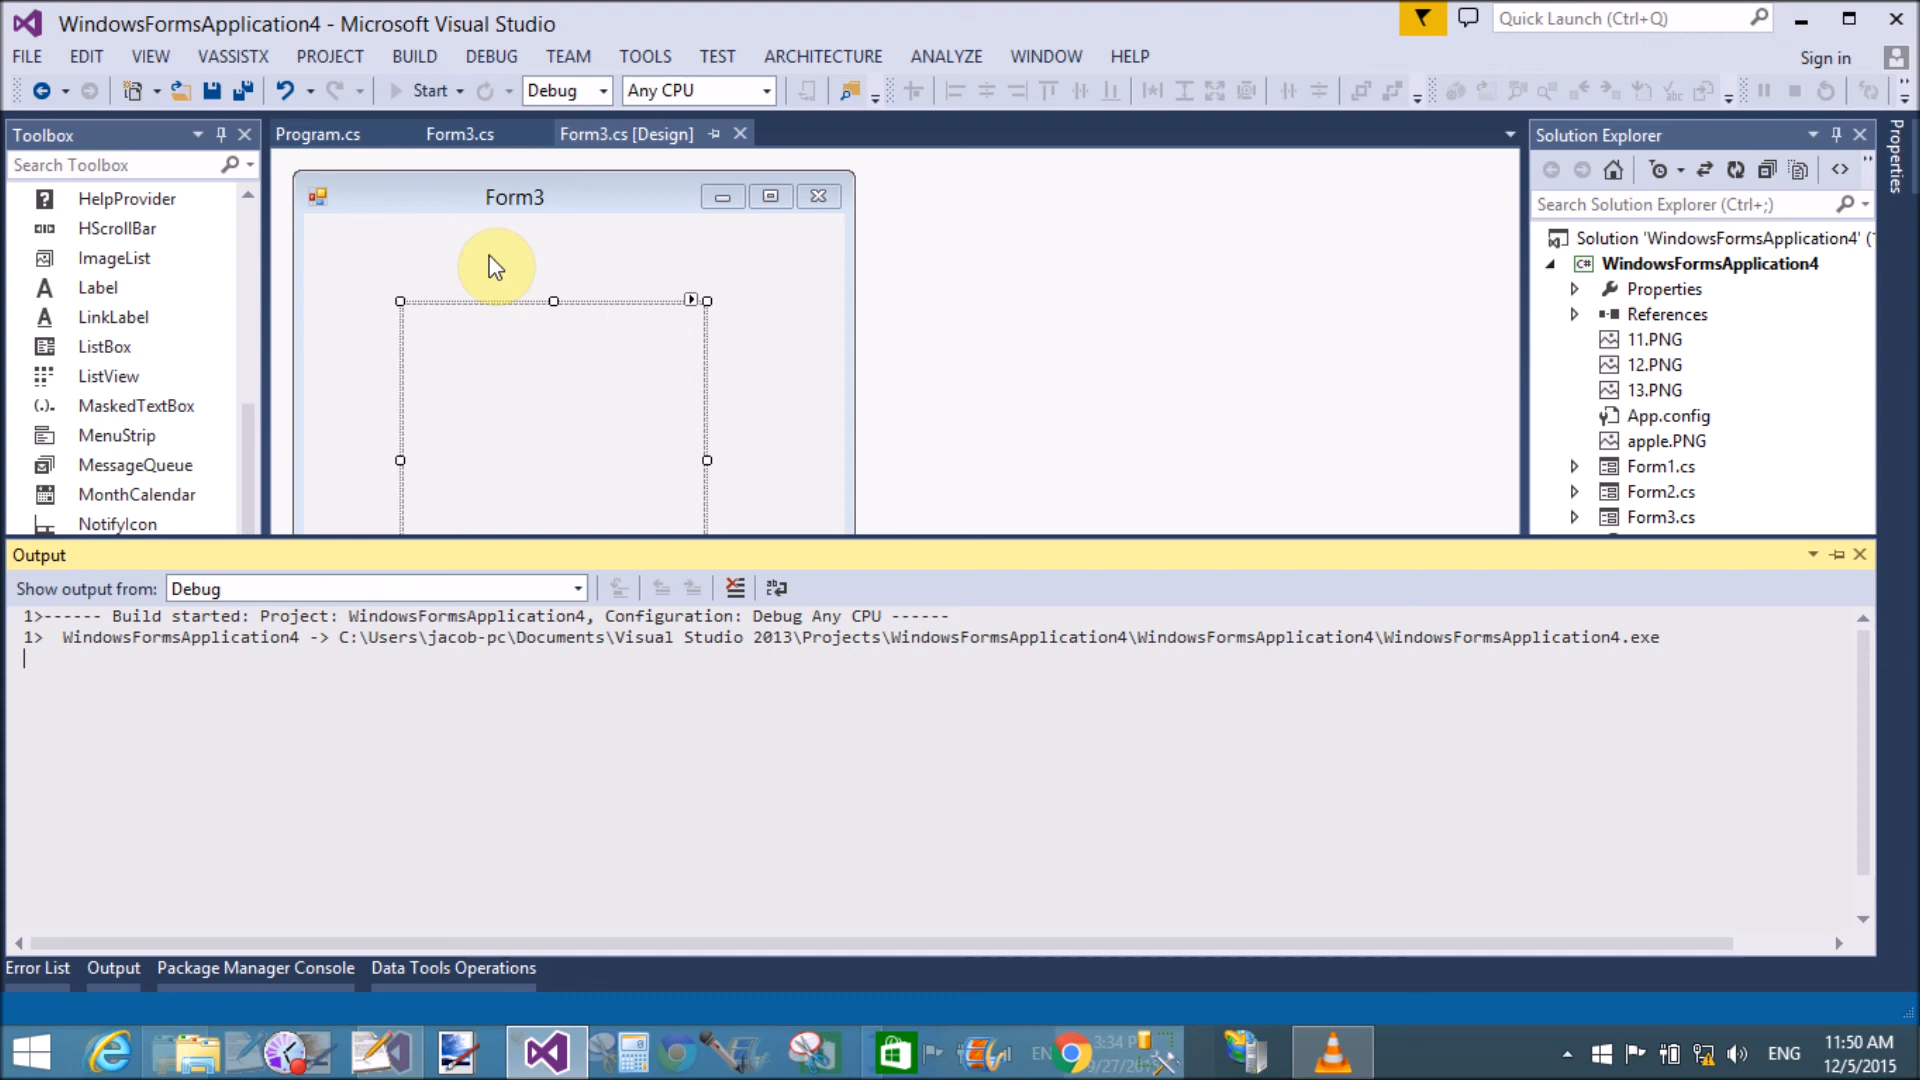 WindowsFormsApplication4 - Microsoft Visual Studio
Quick Launch (Ctrl+Q)
FILE EDIT VIEW VASSISTX PROJECT BUILD DEBUG TEAM TOOLS TEST ARCHITECTURE ANALYZE WINDOW HELP
Sign in
Start Debug Any CPU
Toolbox
Search Toolbox
HelpProvider
HScrollBar
ImageList
Label
LinkLabel
ListBox
ListView
MaskedTextBox
MenuStrip
MessageQueue
MonthCalendar
NotifyIcon
Program.cs Form3.cs Form3.cs [Design]
Form3
Solution Explorer
Search Solution Explorer (Ctrl+;)
Solution 'WindowsFormsApplication4' (
WindowsFormsApplication4
Properties
References
11.PNG
12.PNG
13.PNG
App.config
apple.PNG
Form1.cs
Form2.cs
Form3.cs
Properties
Output
Show output from: Debug
1>------ Build started: Project: WindowsFormsApplication4, Configuration: Debug Any CPU ------
1> WindowsFormsApplication4 -> C:\Users\jacob-pc\Documents\Visual Studio 2013\Projects\WindowsFormsApplication4\WindowsFormsApplication4\WindowsFormsApplication4.exe
Error List Output Package Manager Console Data Tools Operations
EN 3:34 P
9/27/20
ENG
11:50 AM
12/5/2015